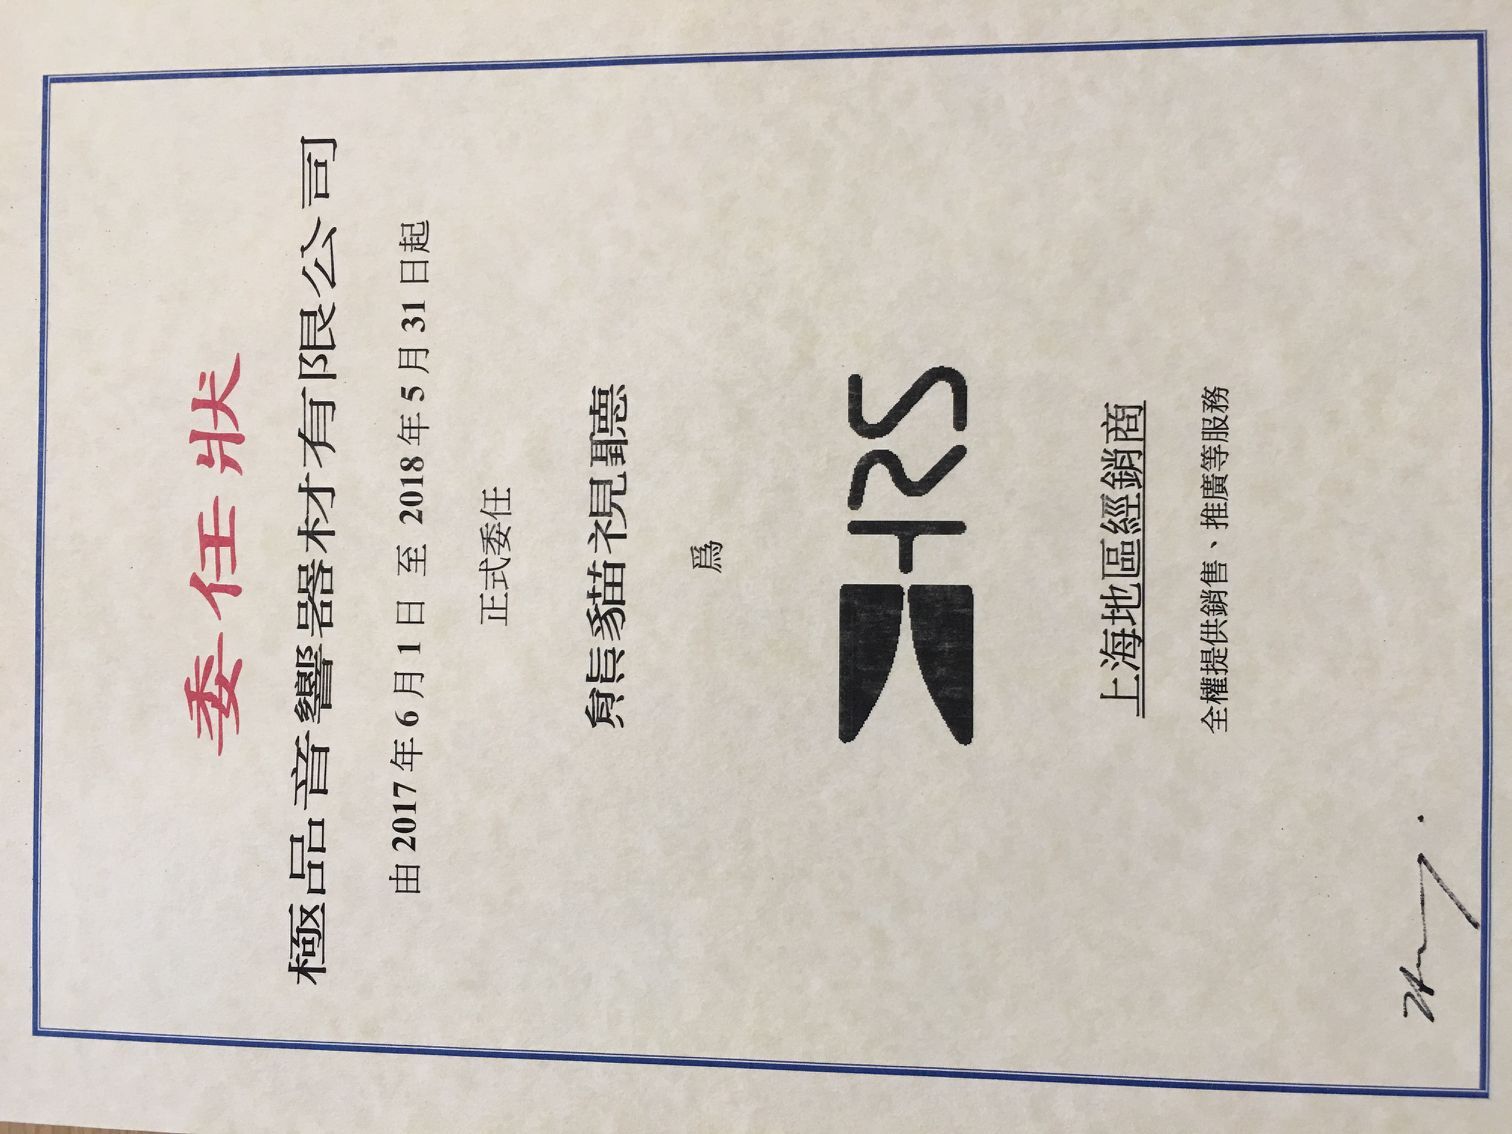 委任狀
極品音響器材有限公司
由 2017 年 6 月 1 日 至 2018 年 5 月 31 日起
正式委任
貓視聽
爲
HRS
上海地區經銷商
全權提供銷售、推廣等服務